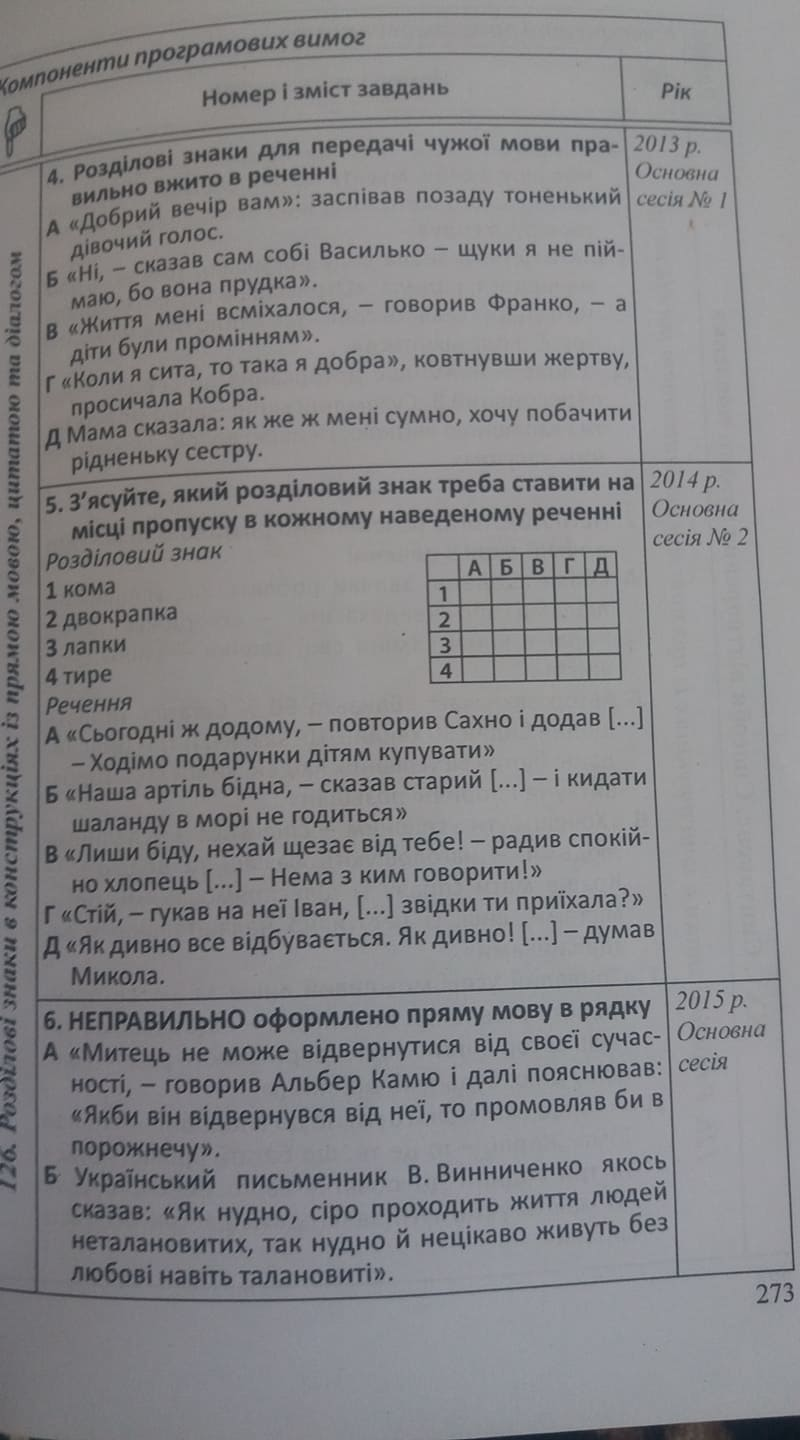 Компоненти програмових вимог
Номер і зміст завдань
Рік
126. Розділові знаки в конструкціях із прямою мовою, цитатою та діалогом
4. Розділові знаки для передачі чужої мови пра-
вильно вжито в реченні
А «Добрий вечір вам»: заспівав позаду тоненький
дівочий голос.
Б «Ні, – сказав сам собі Василько – щуки я не пій-
маю, бо вона прудка».
В «Життя мені всміхалося, – говорив Франко, – а
діти були промінням».
Г «Коли я сита, то така я добра», ковтнувши жертву,
просичала Кобра.
Д Мама сказала: як же ж мені сумно, хочу побачити
рідненьку сестру.
2013 р.
Основна
сесія № 1
5. З’ясуйте, який розділовий знак треба ставити на
місці пропуску в кожному наведеному реченні
Розділовий знак
1 кома
2 двокрапка
3 лапки
4 тире
А Б В Г Д
1
2
3
4
Речення
А «Сьогодні ж додому, – повторив Сахно і додав [...]
– Ходімо подарунки дітям купувати»
Б «Наша артіль бідна, – сказав старий [...] – і кидати
шаланду в морі не годиться»
В «Лиши біду, нехай щезає від тебе! – радив спокій-
но хлопець [...] – Нема з ким говорити!»
Г «Стій, – гукав на неї Іван, [...] звідки ти приїхала?»
Д «Як дивно все відбувається. Як дивно! [...] – думав
Микола.
2014 р.
Основна
сесія № 2
6. НЕПРАВИЛЬНО оформлено пряму мову в рядку
А «Митець не може відвернутися від своєї сучас-
ності, – говорив Альбер Камю і далі пояснював:
«Якби він відвернувся від неї, то промовляв би в
порожнечу».
Б Український письменник В. Винниченко якось
сказав: «Як нудно, сіро проходить життя людей
неталановитих, так нудно й нецікаво живуть без
любові навіть талановиті».
2015 р.
Основна
сесія
273